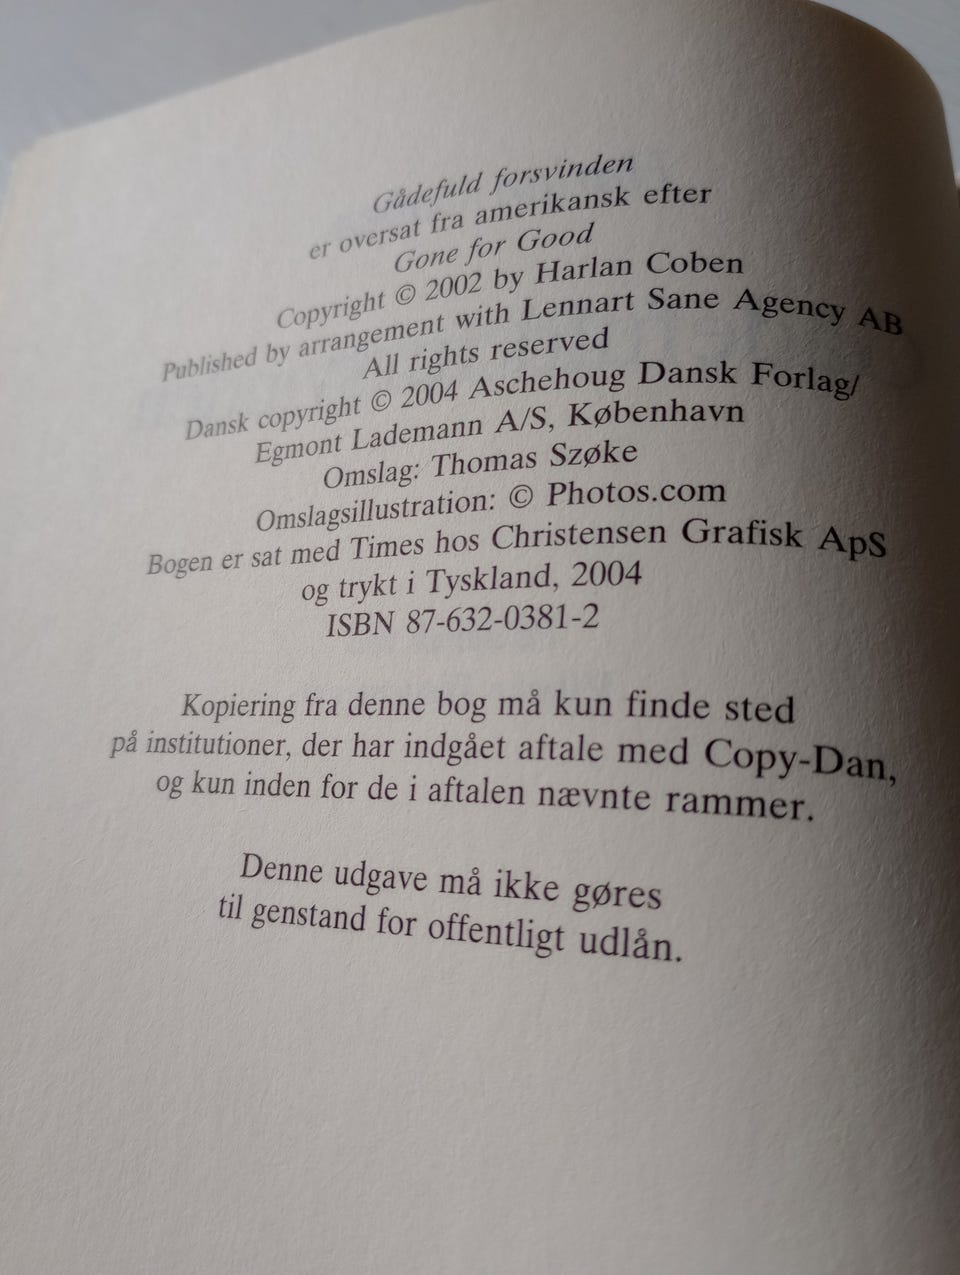 Gådefuld forsvinden
er oversat fra amerikansk efter
Gone for Good
Copyright © 2002 by Harlan Coben
Published by arrangement with Lennart Sane Agency AB
All rights reserved
Dansk copyright © 2004 Aschehoug Dansk Forlag/
Egmont Lademann A/S, København
Omslag: Thomas Szøke
Omslagsillustration: © Photos.com
Bogen er sat med Times hos Christensen Grafisk ApS
og trykt i Tyskland, 2004
ISBN 87-632-0381-2
Kopiering fra denne bog må kun finde sted
på institutioner, der har indgået aftale med Copy-Dan,
og kun inden for de i aftalen nævnte rammer.
Denne udgave må ikke gøres
til genstand for offentligt udlån.